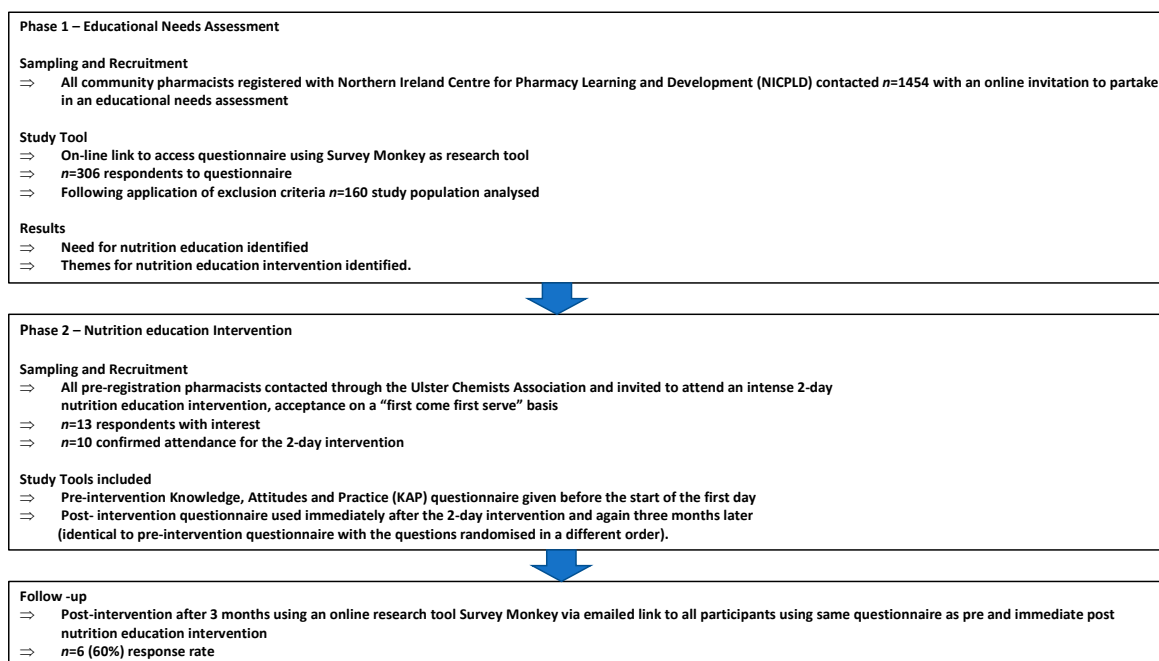 Phase 1 – Educational Needs Assessment
Sampling and Recruitment
⇒ All community pharmacists registered with Northern Ireland Centre for Pharmacy Learning and Development (NICPLD) contacted n=1454 with an online invitation to partake
in an educational needs assessment
Study Tool
⇒ On-line link to access questionnaire using Survey Monkey as research tool
⇒ n=306 respondents to questionnaire
⇒ Following application of exclusion criteria n=160 study population analysed
Results
⇒ Need for nutrition education identified
⇒ Themes for nutrition education intervention identified.
Phase 2 – Nutrition education Intervention
Sampling and Recruitment
⇒ All pre-registration pharmacists contacted through the Ulster Chemists Association and invited to attend an intense 2-day
nutrition education intervention, acceptance on a “first come first serve” basis
⇒ n=13 respondents with interest
⇒ n=10 confirmed attendance for the 2-day intervention
Study Tools included
⇒ Pre-intervention Knowledge, Attitudes and Practice (KAP) questionnaire given before the start of the first day
⇒ Post- intervention questionnaire used immediately after the 2-day intervention and again three months later
(identical to pre-intervention questionnaire with the questions randomised in a different order).
Follow -up
⇒ Post-intervention after 3 months using an online research tool Survey Monkey via emailed link to all participants using same questionnaire as pre and immediate post
nutrition education intervention
⇒ n=6 (60%) response rate